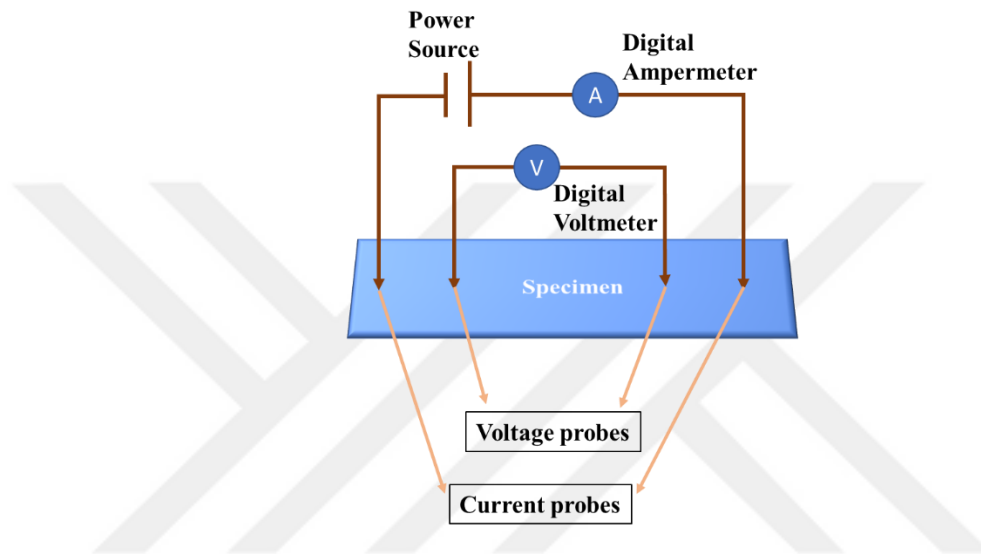 Power
Source
Digital
Ampermeter
A
V
Digital
Voltmeter
Specimen
Voltage probes
Current probes